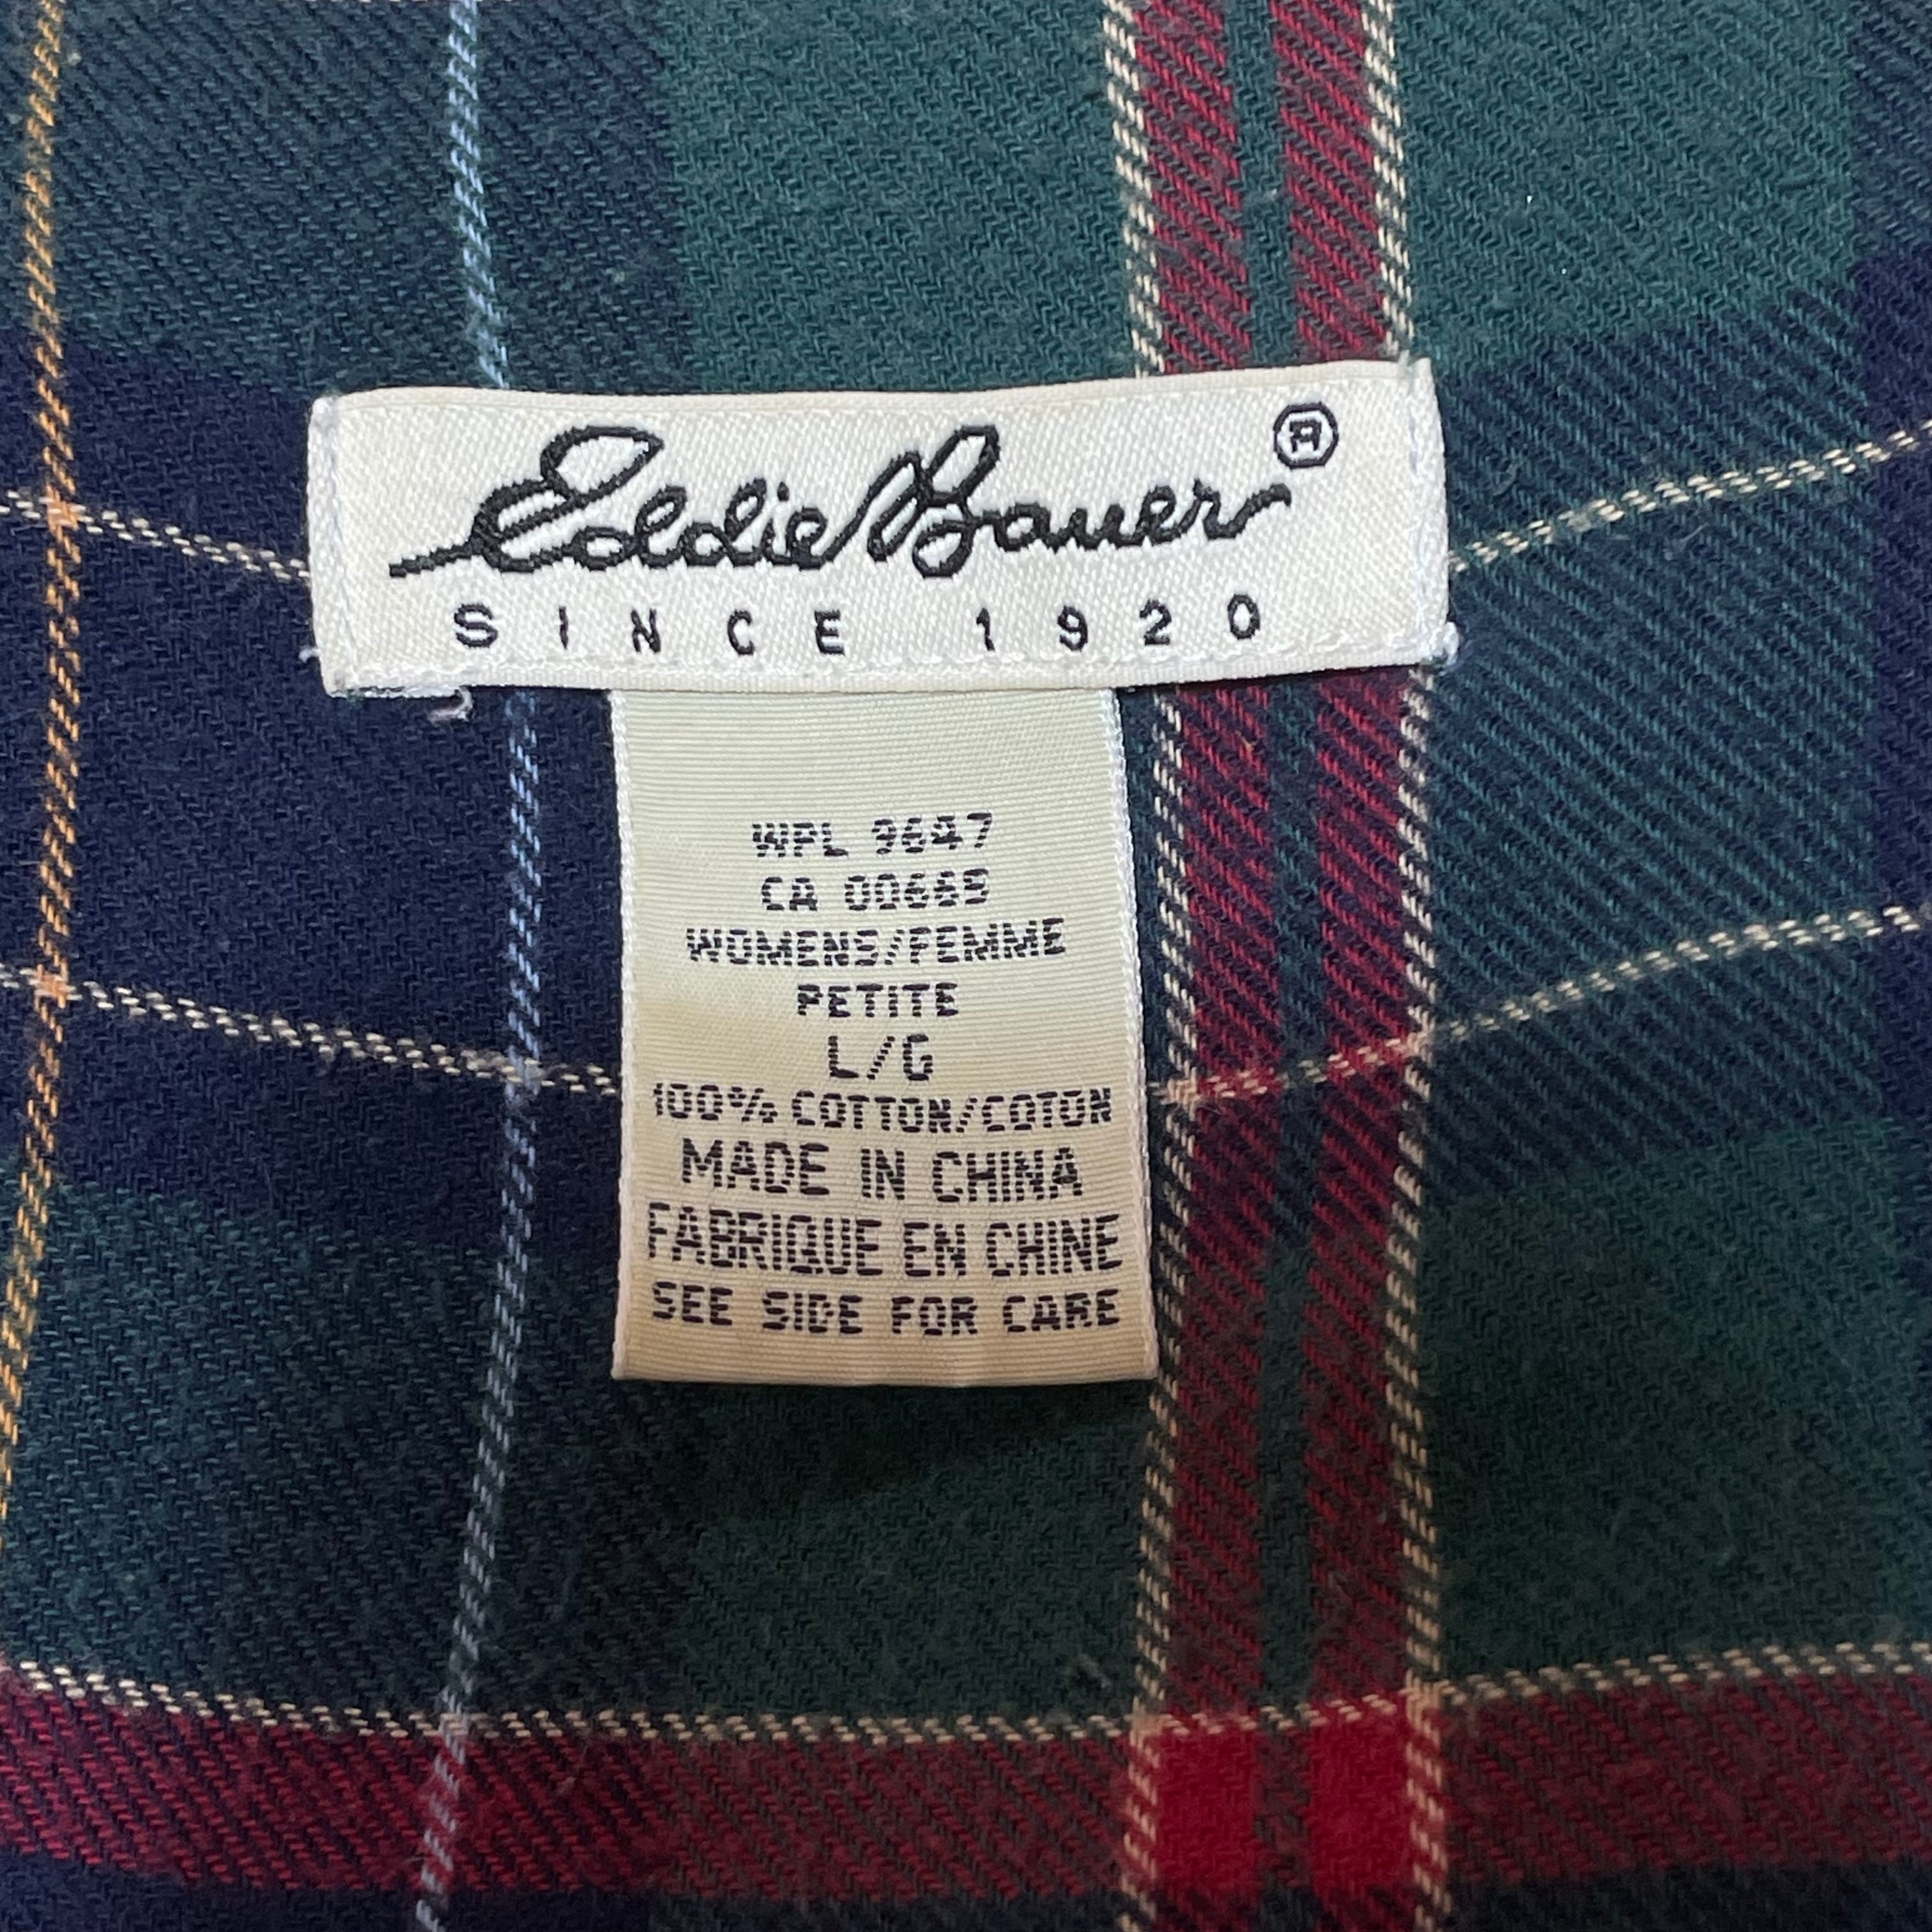 Eddie Bauer ®
SINCE 1920
WPL 9647
CA 00665
WOMENS/FEMME
PETITE
L/G
100% COTTON/COTON
MADE IN CHINA
FABRIQUE EN CHINE
SEE SIDE FOR CARE